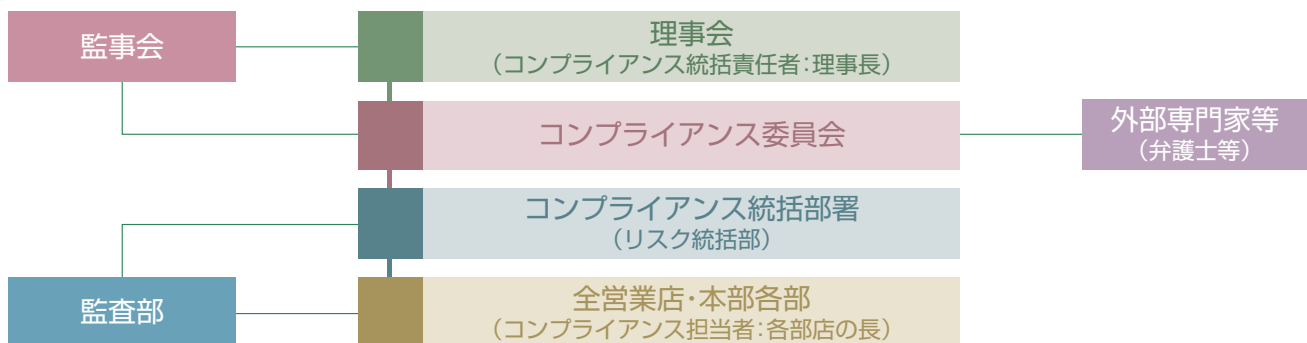 監事会
理事会
（コンプライアンス統括責任者：理事長）
コンプライアンス委員会
外部専門家等
（弁護士等）
コンプライアンス統括部署
（リスク統括部）
監査部
全営業店・本部各部
（コンプライアンス担当者：各部店の長）